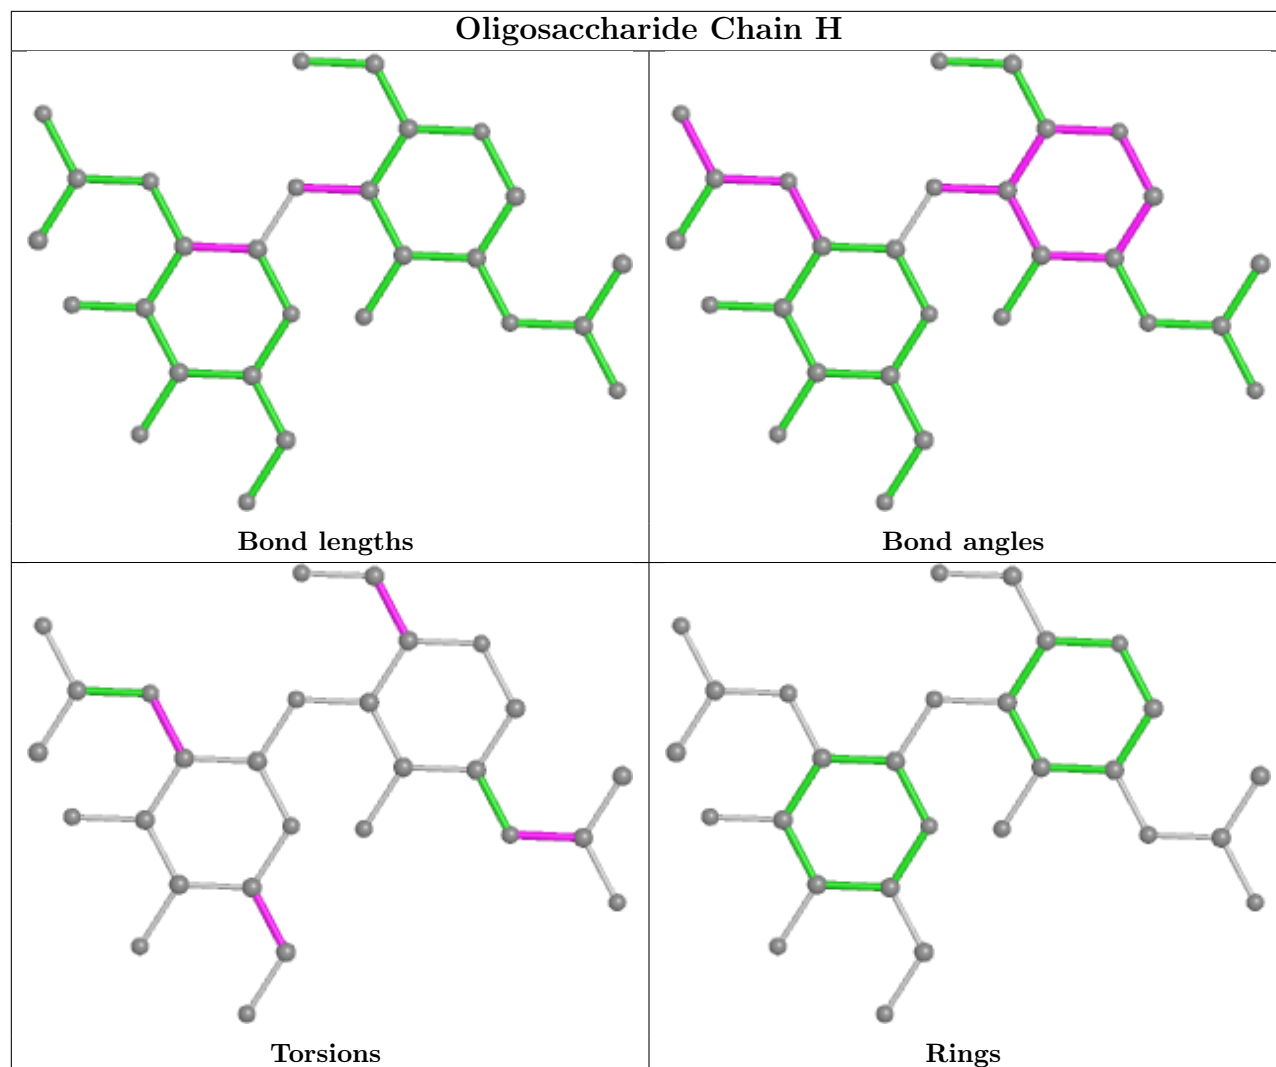 Oligosaccharide Chain H
Bond lengths
Bond angles
Torsions
Rings